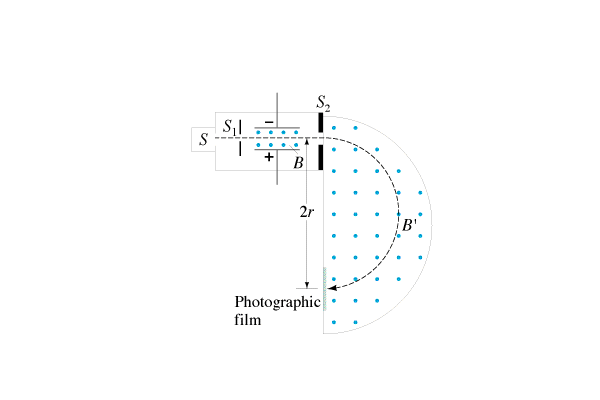 S₂
S₁
−
S
+
B
2r
B'
Photographic
film